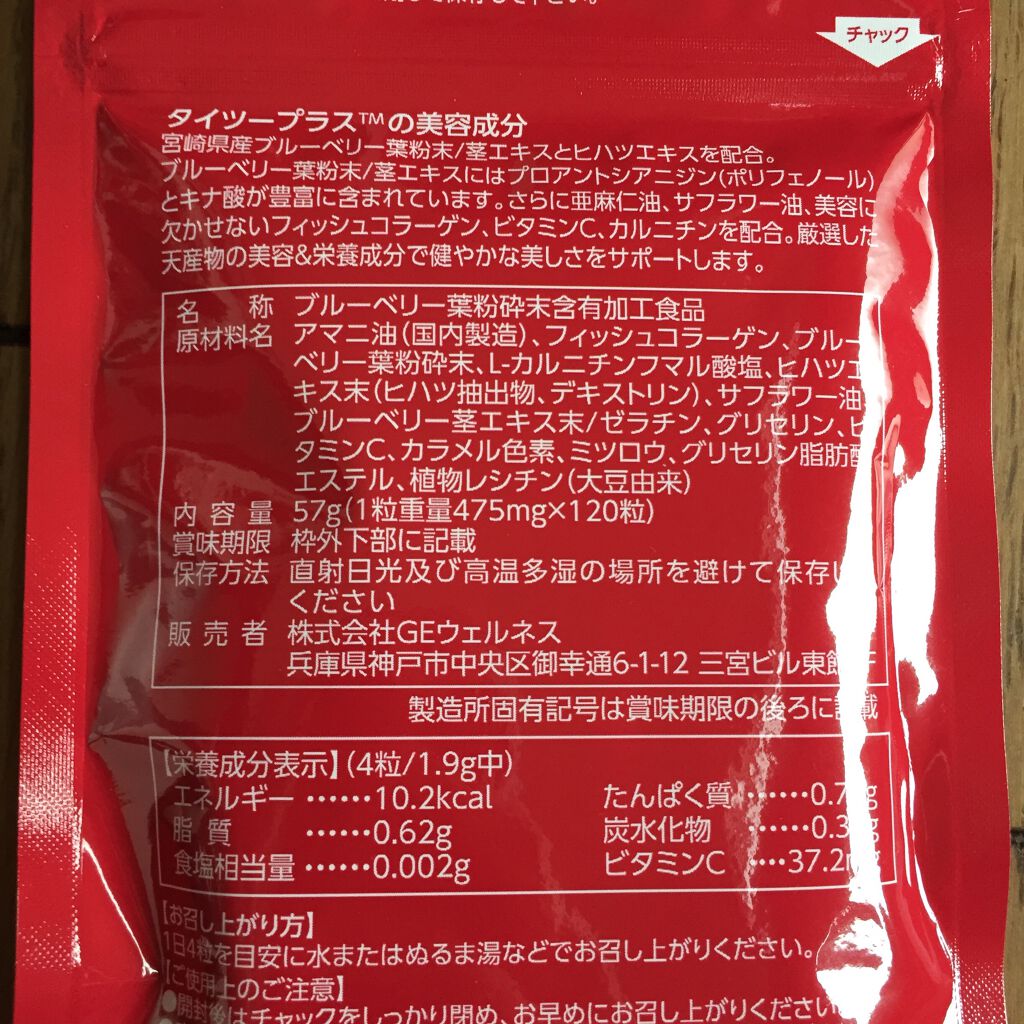 して保存して下さい。
チャック
タイツープラス™の美容成分
宮崎県産ブルーベリー葉粉末/茎エキスとヒハツエキスを配合。
ブルーベリー葉粉末/茎エキスにはプロアントシアニジン(ポリフェノール)
とキナ酸が豊富に含まれています。さらに亜麻仁油、サフラワー油、美容に
欠かせないフィッシュコラーゲン、ビタミンC、カルニチンを配合。厳選した
天産物の美容&栄養成分で健やかな美しさをサポートします。
名称 ブルーベリー葉粉砕末含有加工食品
原材料名 アマニ油(国内製造)、フィッシュコラーゲン、ブルー
ベリー葉粉砕末、L-カルニチンフマル酸塩、ヒハツエ
キス末(ヒハツ抽出物、デキストリン)、サフラワー油、
ブルーベリー茎エキス末/ゼラチン、グリセリン、ビ
タミンC、カラメル色素、ミツロウ、グリセリン脂肪酸
エステル、植物レシチン(大豆由来)
内容量 57g(1粒重量475mg×120粒)
賞味期限 枠外下部に記載
保存方法 直射日光及び高温多湿の場所を避けて保存し
ください
販売者 株式会社GEウェルネス
兵庫県神戸市中央区御幸通6-1-12 三宮ビル東館
製造所固有記号は賞味期限の後ろに記載
【栄養成分表示】(4粒/1.9g中)
エネルギー ……10.2kcal たんぱく質 ……0.
脂質 ……0.62g 炭水化物 ……0.
食塩相当量 ……0.002g ビタミンC ‥‥37.2mg
【お召し上がり方】
1日4粒を目安に水またはぬるま湯などでお召し上がりください。
【ご使用上のご注意】
●開封後はチャックをしっかり閉め、お早めにお召し上がりください